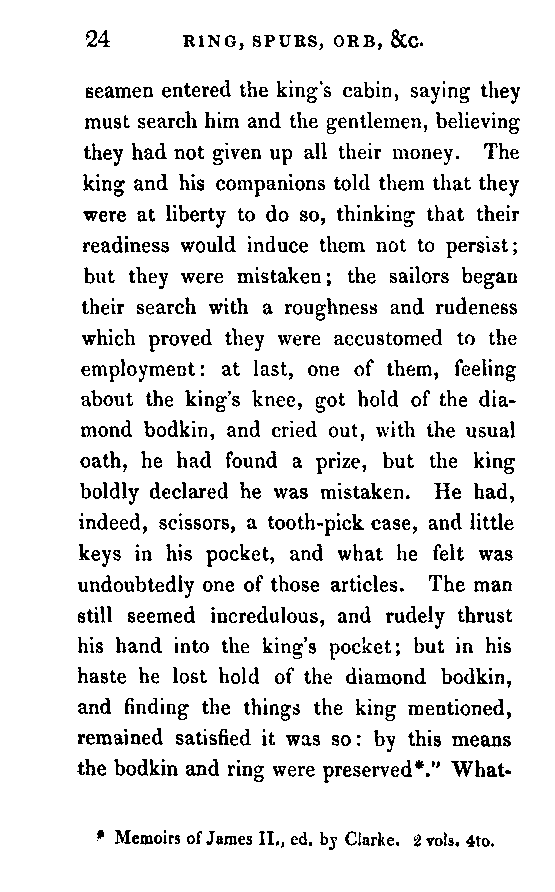 24 RING, SPURS, ORB, &c.
seamen entered the king's cabin, saying they
must search him and the gentlemen, believing
they had not given up all their money. The
king and his companions told them that they
were at liberty to do so, thinking that their
readiness would induce them not to persist;
but they were mistaken; the sailors began
their search with a roughness and rudeness
which proved they were accustomed to the
employment: at last, one of them, feeling
about the king's knee, got hold of the dia-
mond bodkin, and cried out, with the usual
oath, he had found a prize, but the king
boldly declared he was mistaken. He had,
indeed, scissors, a tooth-pick case, and little
keys in his pocket, and what he felt was
undoubtedly one of those articles. The man
still seemed incredulous, and rudely thrust
his hand into the king's pocket; but in his
haste he lost hold of the diamond bodkin,
and finding the things the king mentioned,
remained satisfied it was so: by this means
the bodkin and ring were preserved*." What-
* Memoirs of James II., ed. by Clarke. 2 vols. 4to.